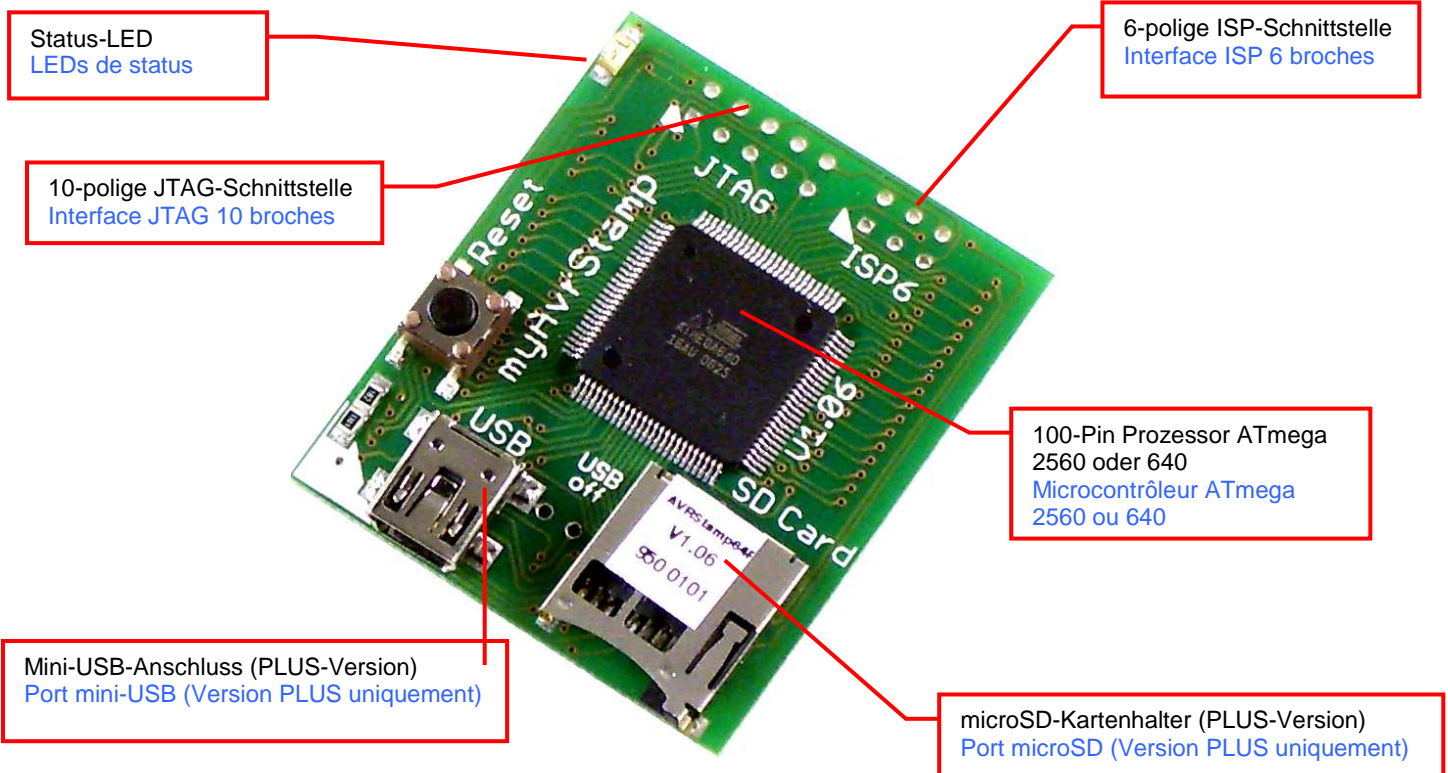 Status-LED
LEDs de status
6-polige ISP-Schnittstelle
Interface ISP 6 broches
10-polige JTAG-Schnittstelle
Interface JTAG 10 broches
JTAG
ISP6
Reset
myAvrStamp
V1.06
USB
USB
off
SD Card
V1.06
950 0101
100-Pin Prozessor ATmega
2560 oder 640
Microcontrôleur ATmega
2560 ou 640
Mini-USB-Anschluss (PLUS-Version)
Port mini-USB (Version PLUS uniquement)
microSD-Kartenhalter (PLUS-Version)
Port microSD (Version PLUS uniquement)